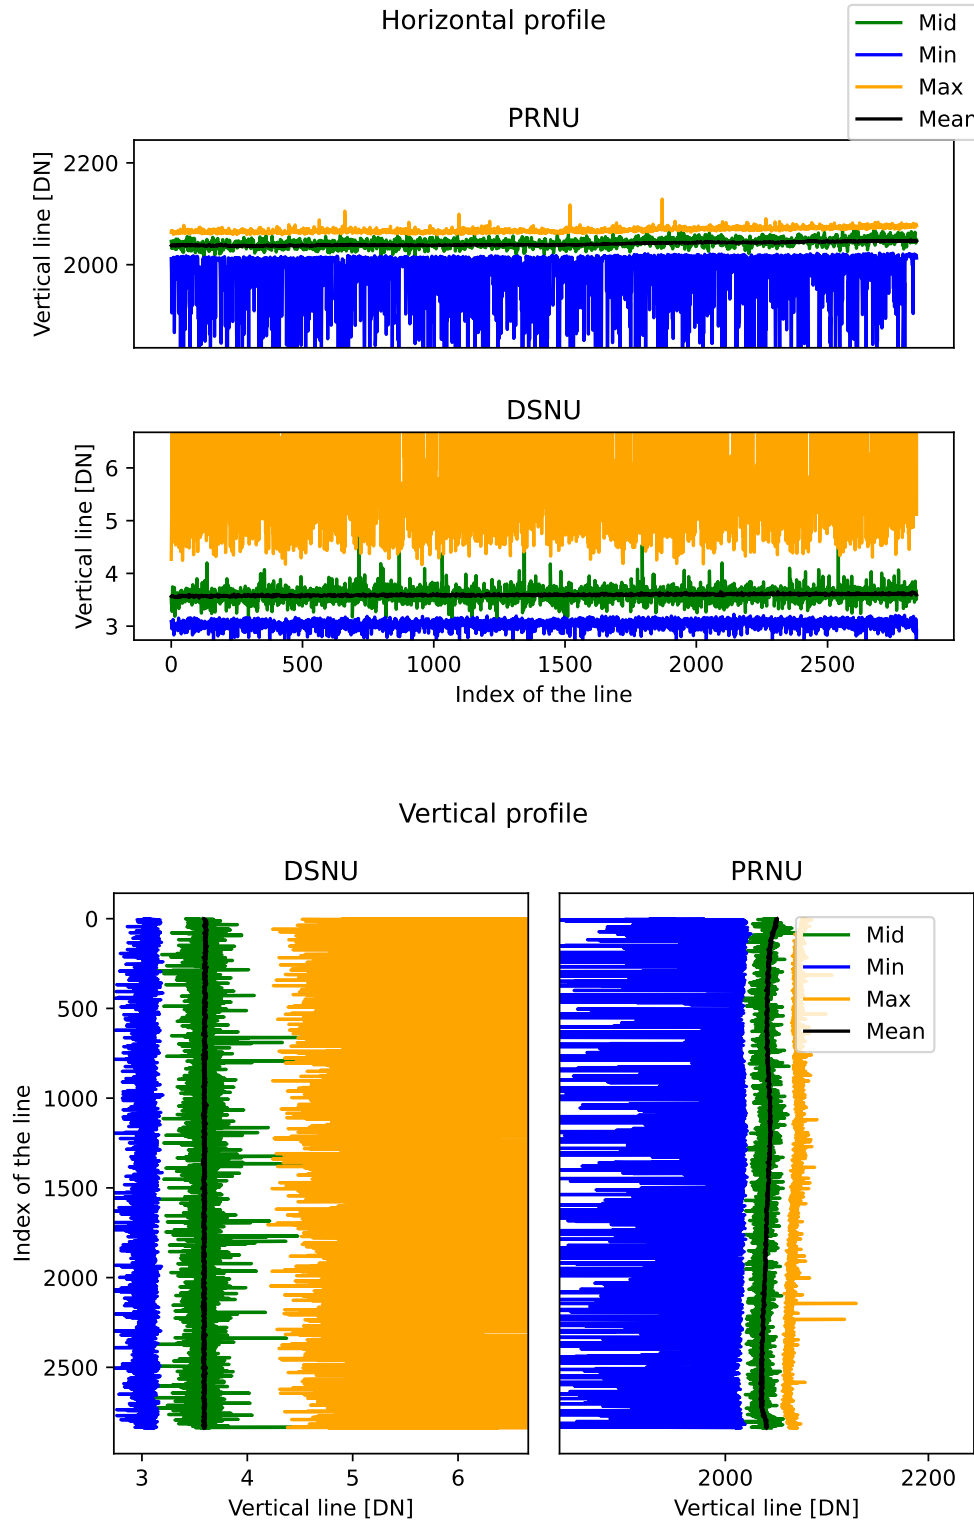 Horizontal profile
Mid
Min
Max
Mean
PRNU
2200
2000
Vertical line [DN]
DSNU
6
5
4
3
Vertical line [DN]
0 500 1000 1500 2000 2500
Index of the line
Vertical profile
DSNU
PRNU
0
500
1000
1500
2000
2500
Index of the line
3 4 5 6
Vertical line [DN]
Mid
Min
Max
Mean
2000 2200
Vertical line [DN]